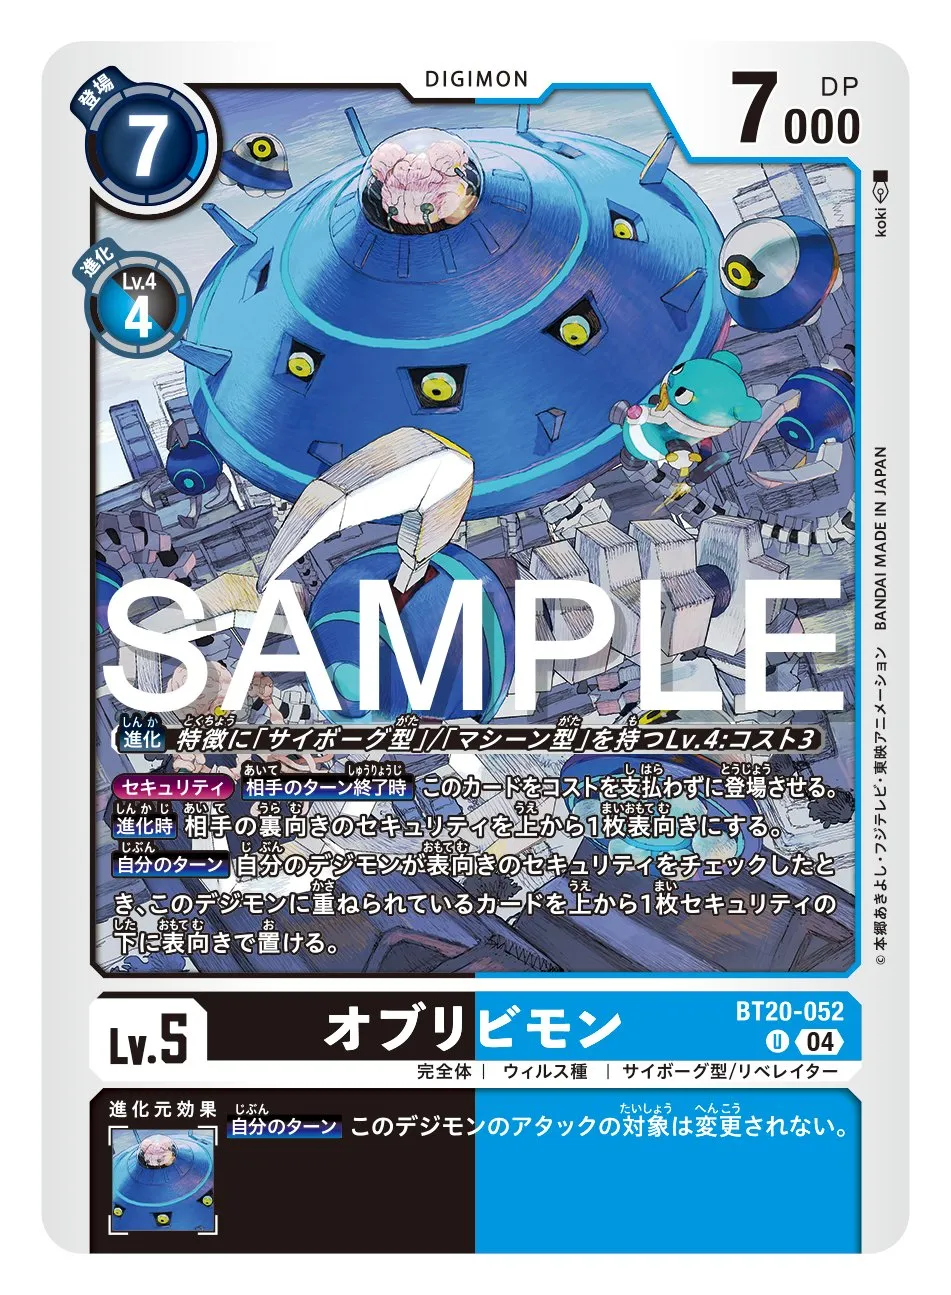 DIGIMON
登場
7
7000
DP
koki
進化
Lv.4
4
SAMPLE
進化 特徴に「サイボーグ型」/「マシーン型」を持つLv.4:コスト3
セキュリティ 相手のターン終了時 このカードをコストを支払わずに登場させる。
進化時 相手の裏向きのセキュリティを上から1枚表向きにする。
自分のターン 自分のデジモンが表向きのセキュリティをチェックしたと
き、このデジモンに重ねられているカードを上から1枚セキュリティの
下に表向きで置ける。
©本郷あきよし・フジテレビ・東映アニメーション BANDAI MADE IN JAPAN
Lv.5
オブリビモン
BT20-052
U 04
完全体 | ウィルス種 | サイボーグ型/リベレイター
進化元効果
自分のターン このデジモンのアタックの対象は変更されない。